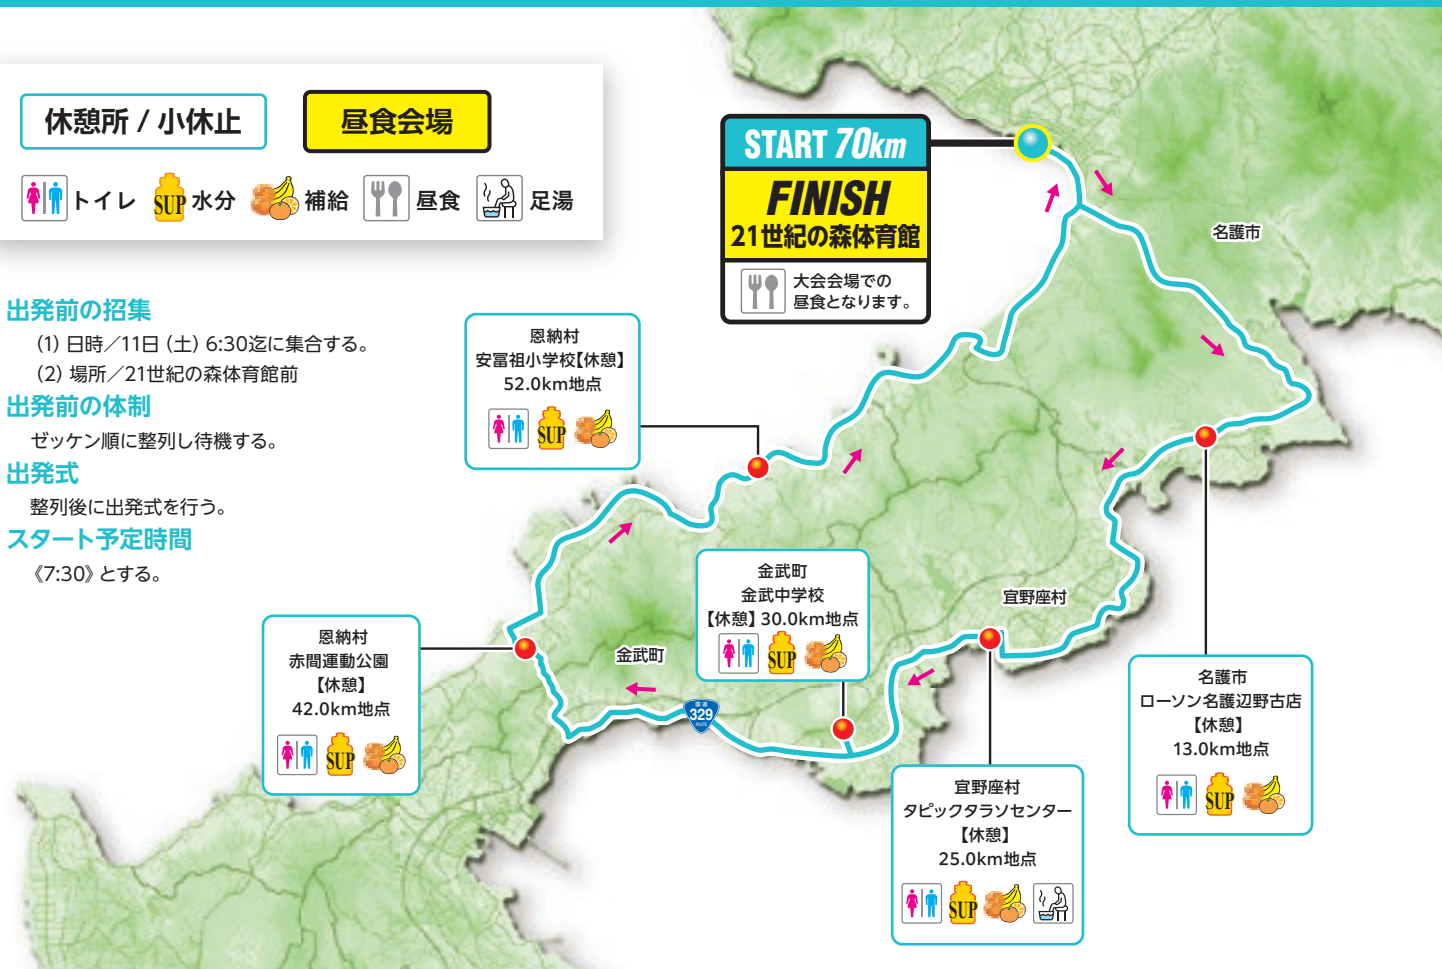 休憩所 / 小休止
昼食会場
トイレ
SUP 水分
補給
昼食
足湯
出発前の招集
(1) 日時／11日 (土) 6:30迄に集合する。
(2) 場所／21世紀の森体育館前
出発前の体制
ゼッケン順に整列し待機する。
出発式
整列後に出発式を行う。
スタート予定時間
《7:30》とする。
START 70km
FINISH
21世紀の森体育館
大会会場での
昼食となります。
名護市
恩納村
安冨祖小学校【休憩】
52.0km地点
SUP
金武町
金武中学校
【休憩】30.0km地点
SUP
宜野座村
金武町
329
恩納村
赤間運動公園
【休憩】
42.0km地点
SUP
名護市
ローソン名護辺野古店
【休憩】
13.0km地点
SUP
宜野座村
タピックタラソセンター
【休憩】
25.0km地点
SUP